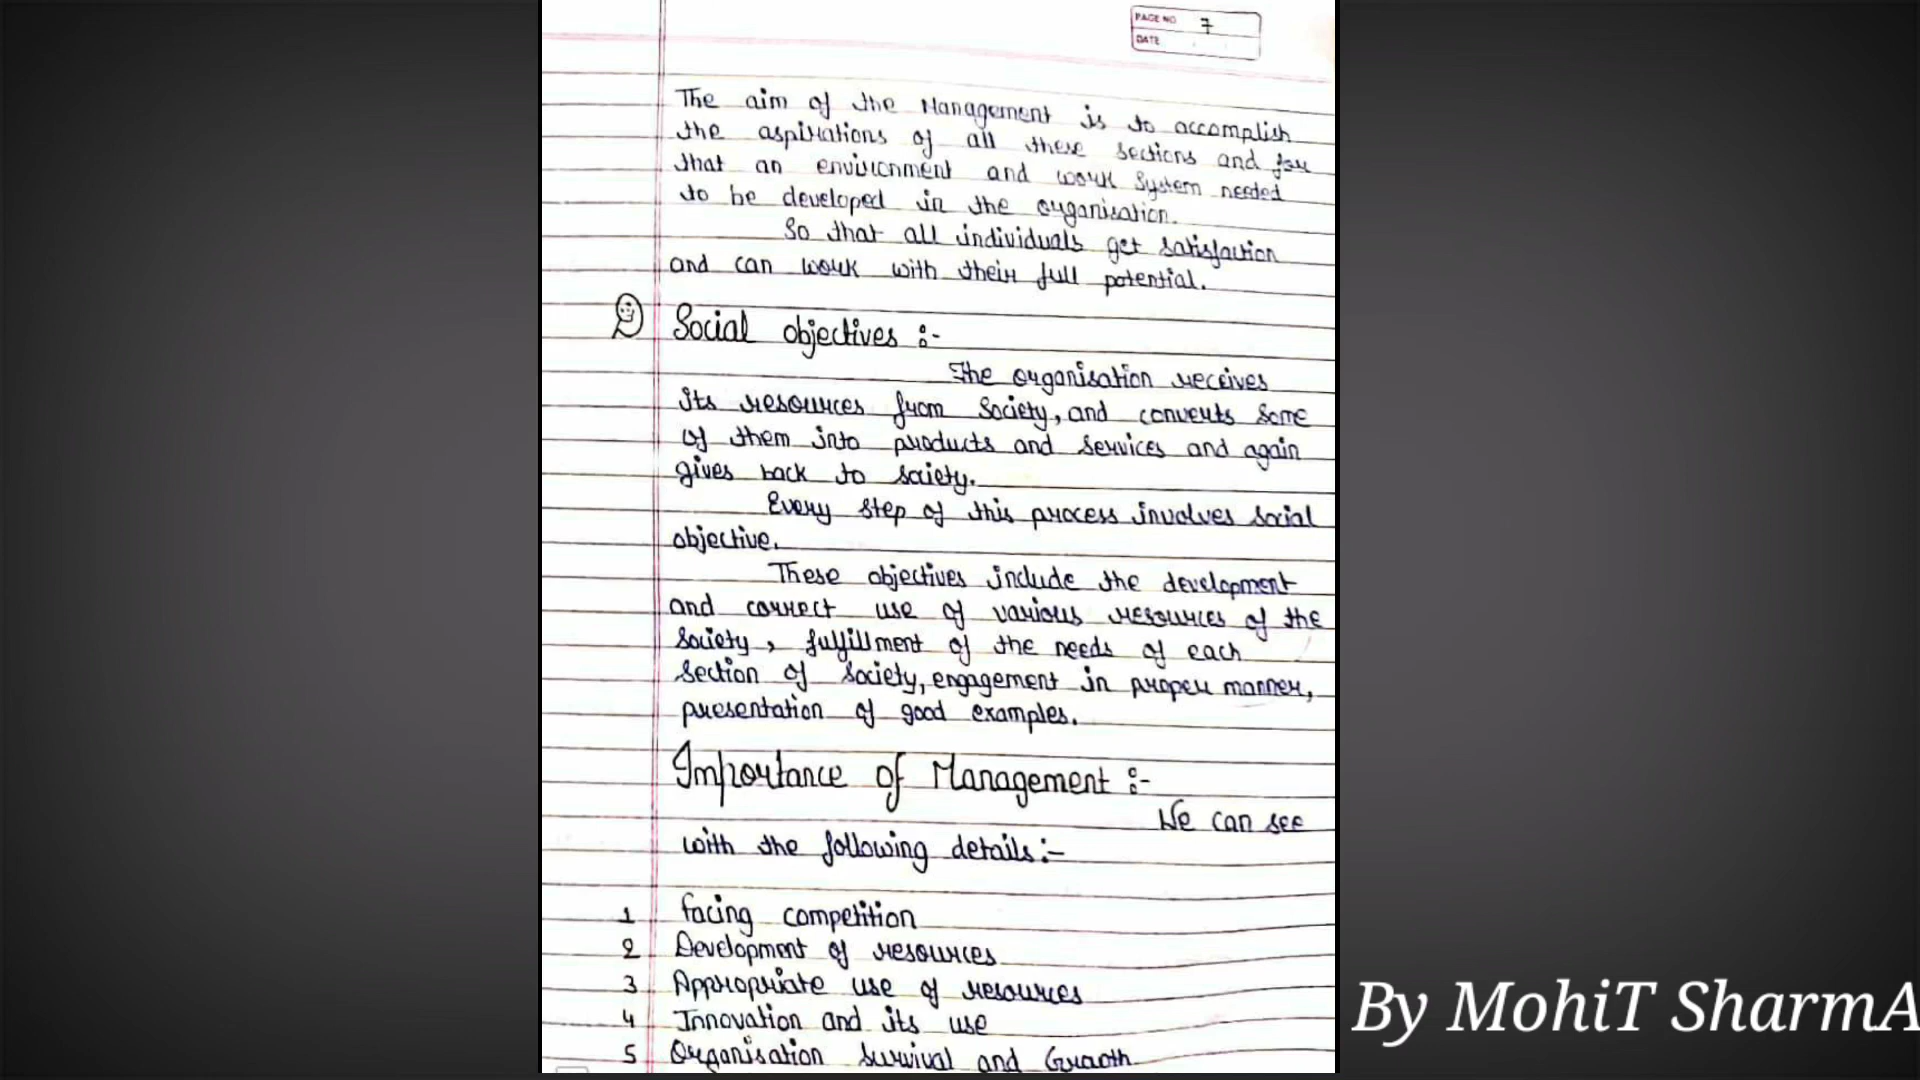 PAGE NO 7
DATE
The aim of the Management is to accomplish
the aspirations of all these sections and for
that an environment and work system needed
to be developed in the organisation.
So that all individuals get satisfaction
and can work with their full potential.
Social objectives :-
The organisation receives
its resources from society, and converts some
of them into products and services and again
gives back to society.
Every step of this process involves social
objective.
These objectives include the development
and correct use of various resources of the
society, fulfillment of the needs of each
section of society, engagement in proper manner,
presentation of good examples.
Importance of Management :-
We can see
with the following details :-
1 facing competition
2 Development of resources
3 Appropriate use of resources
4 Innovation and its use
5 Organisation survival and Growth
By MohiT SharmA